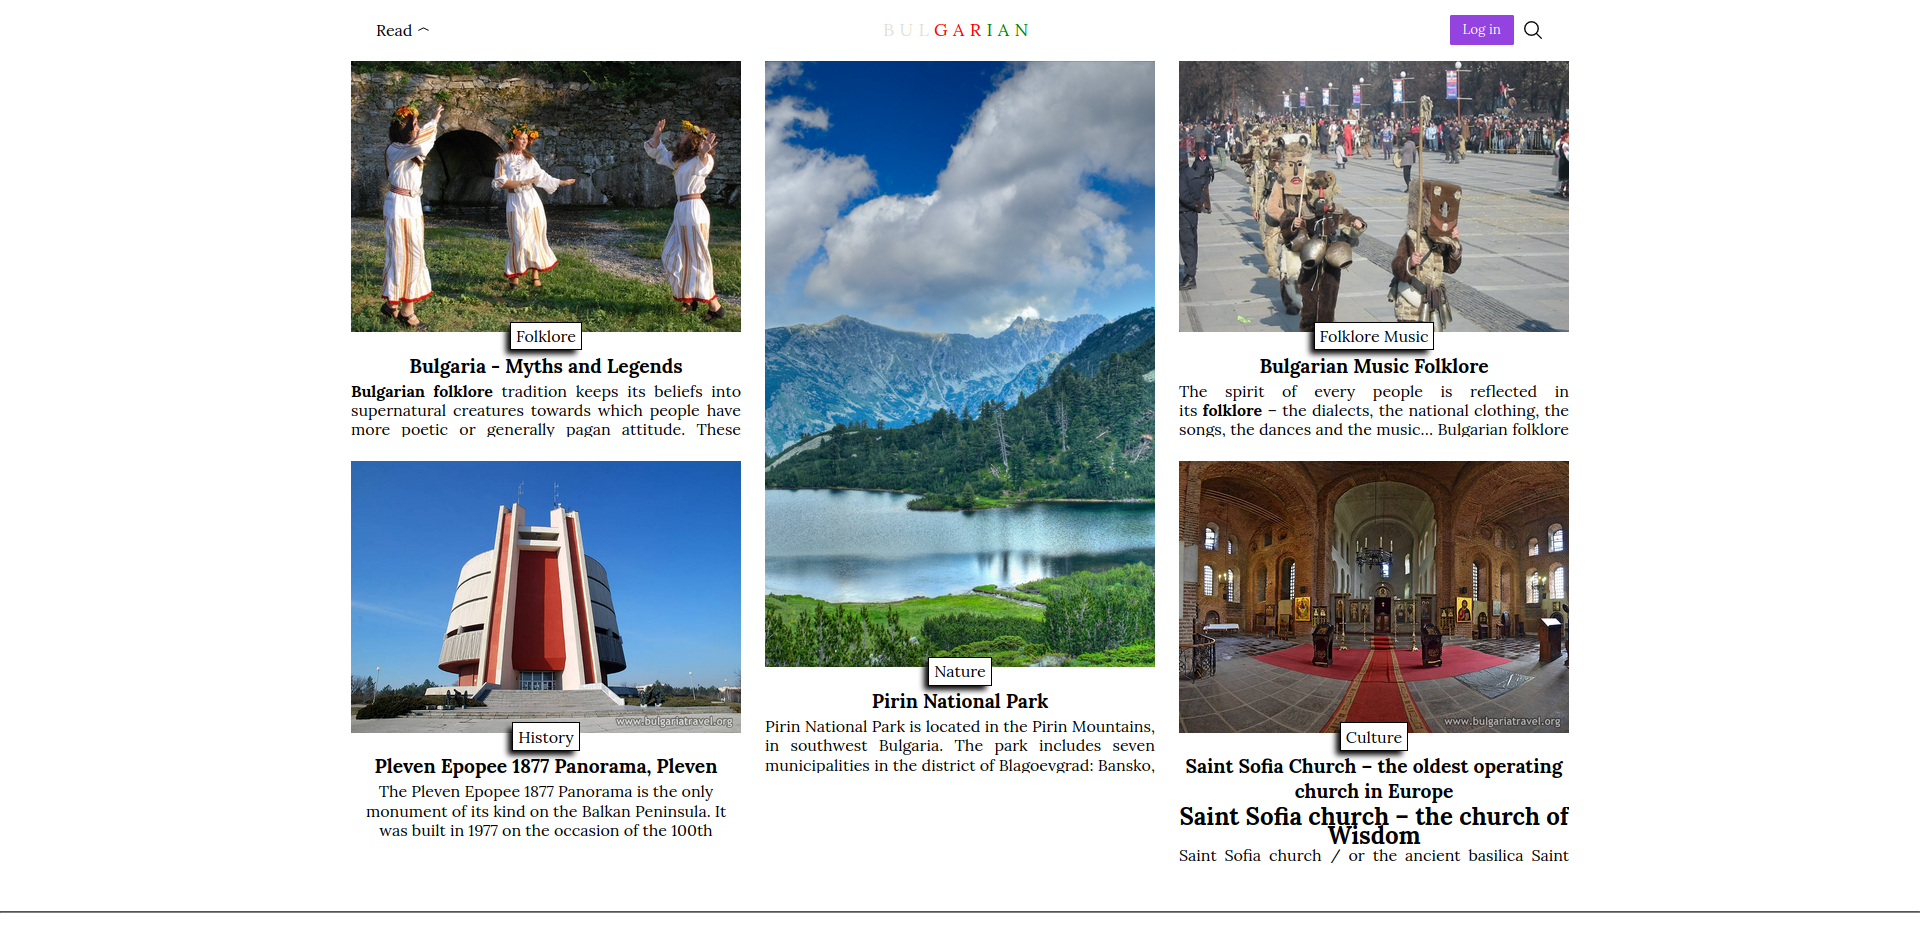 Read
BULGARIAN
Log in
Folklore
Bulgaria - Myths and Legends
Bulgarian folklore tradition keeps its beliefs into
supernatural creatures towards which people have
more poetic or generally pagan attitude. These
www.bulgariatravel.org
History
Pleven Epopee 1877 Panorama, Pleven
The Pleven Epopee 1877 Panorama is the only
monument of its kind on the Balkan Peninsula. It
was built in 1977 on the occasion of the 100th
Nature
Pirin National Park
Pirin National Park is located in the Pirin Mountains,
in southwest Bulgaria. The park includes seven
municipalities in the district of Blagoevgrad: Bansko,
Folklore Music
Bulgarian Music Folklore
The spirit of every people is reflected in
its folklore – the dialects, the national clothing, the
songs, the dances and the music... Bulgarian folklore
www.bulgariatravel.org
Culture
Saint Sofia Church – the oldest operating
church in Europe
Saint Sofia church – the church of
Wisdom
Saint Sofia church / or the ancient basilica Saint